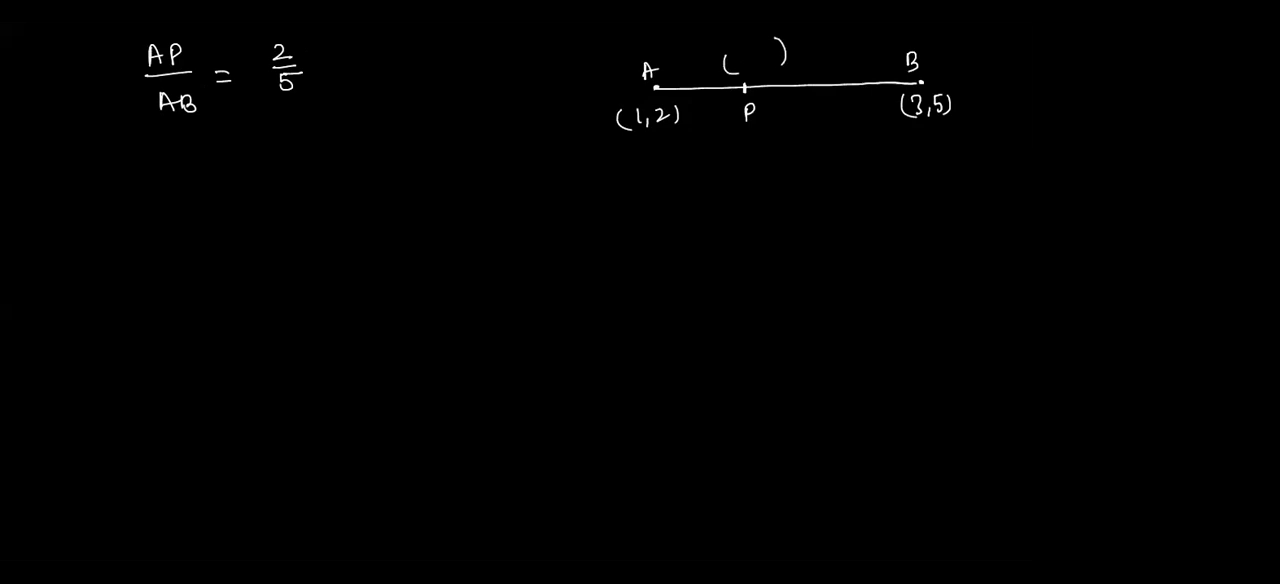 AP/AB = 2/5
A ( ) B
(1,2) P (3,5)